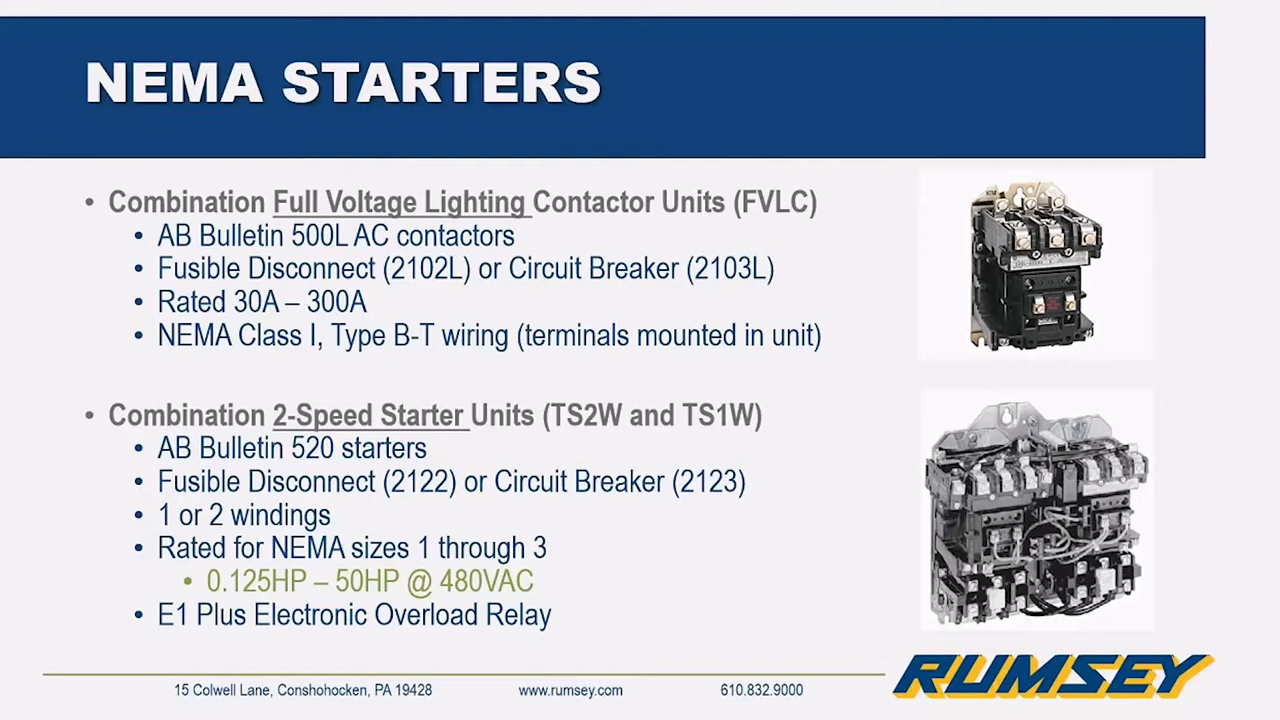 NEMA STARTERS
• Combination Full Voltage Lighting Contactor Units (FVLC)
• AB Bulletin 500L AC contactors
• Fusible Disconnect (2102L) or Circuit Breaker (2103L)
• Rated 30A – 300A
• NEMA Class I, Type B-T wiring (terminals mounted in unit)
• Combination 2-Speed Starter Units (TS2W and TS1W)
• AB Bulletin 520 starters
• Fusible Disconnect (2122) or Circuit Breaker (2123)
• 1 or 2 windings
• Rated for NEMA sizes 1 through 3
• 0.125HP – 50HP @ 480VAC
• E1 Plus Electronic Overload Relay
15 Colwell Lane, Conshohocken, PA 19428 www.rumsey.com 610.832.9000
RUMSEY